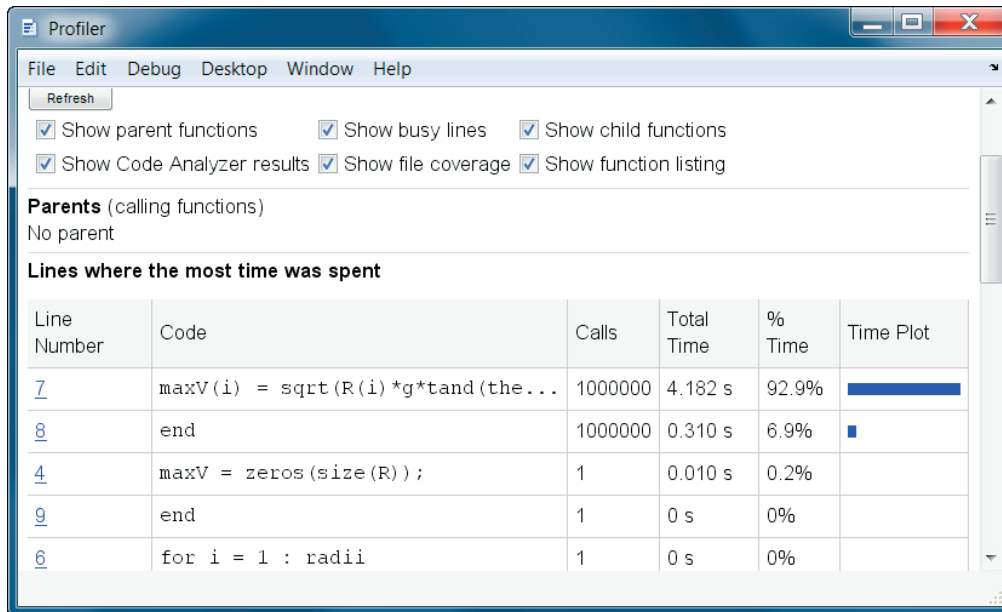 Profiler
File Edit Debug Desktop Window Help
Refresh
Show parent functions Show busy lines Show child functions
Show Code Analyzer results Show file coverage Show function listing
Parents (calling functions)
No parent
Lines where the most time was spent
Line Number Code Calls Total Time % Time Time Plot
7 maxV(i) = sqrt(R(i)*g*tand(the... 1000000 4.182 s 92.9%
8 end 1000000 0.310 s 6.9%
4 maxV = zeros(size(R)); 1 0.010 s 0.2%
9 end 1 0 s 0%
6 for i = 1 : radii 1 0 s 0%